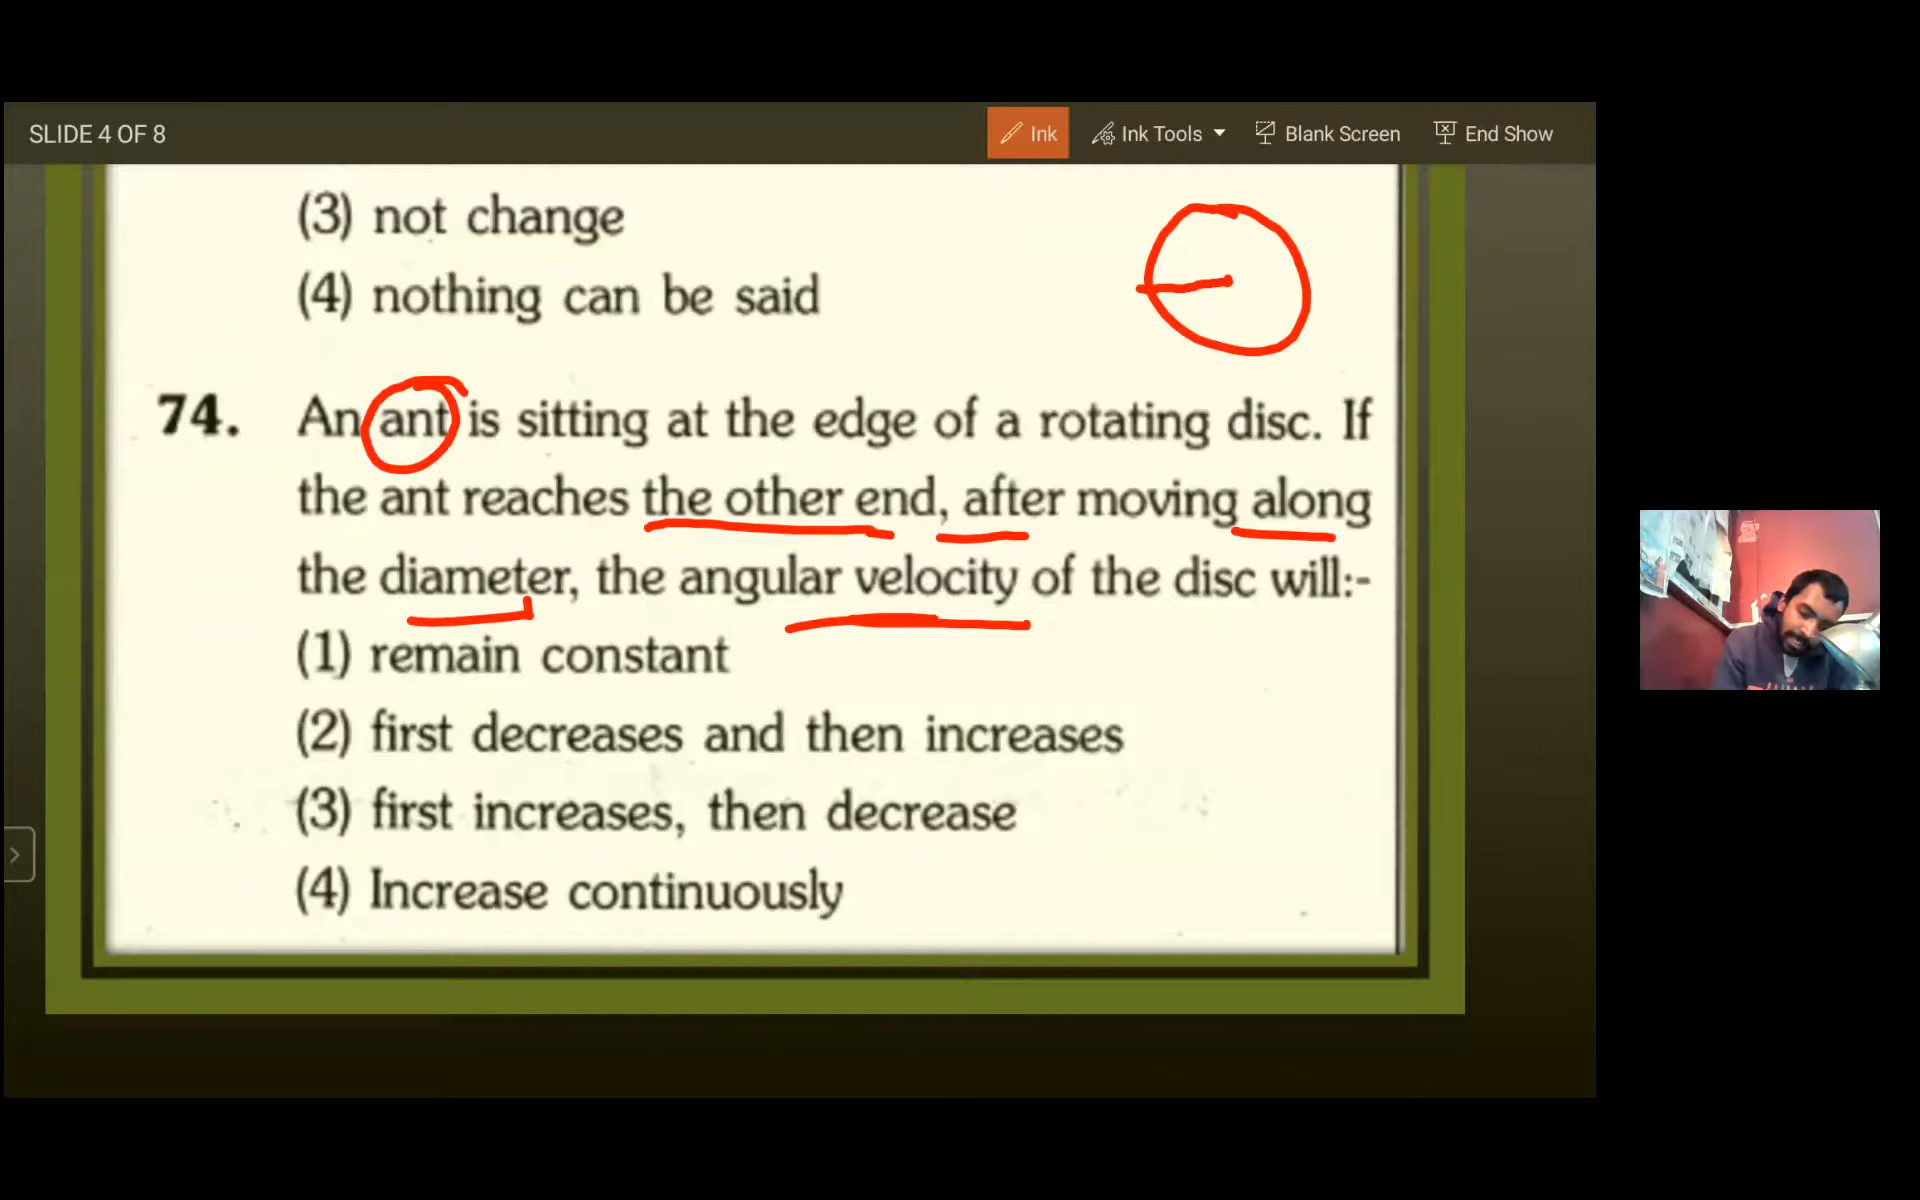 SLIDE 4 OF 8
Ink
Ink Tools
Blank Screen
End Show
(3) not change
(4) nothing can be said
74. An ant is sitting at the edge of a rotating disc. If
the ant reaches the other end, after moving along
the diameter, the angular velocity of the disc will:-
(1) remain constant
(2) first decreases and then increases
(3) first increases, then decrease
(4) Increase continuously